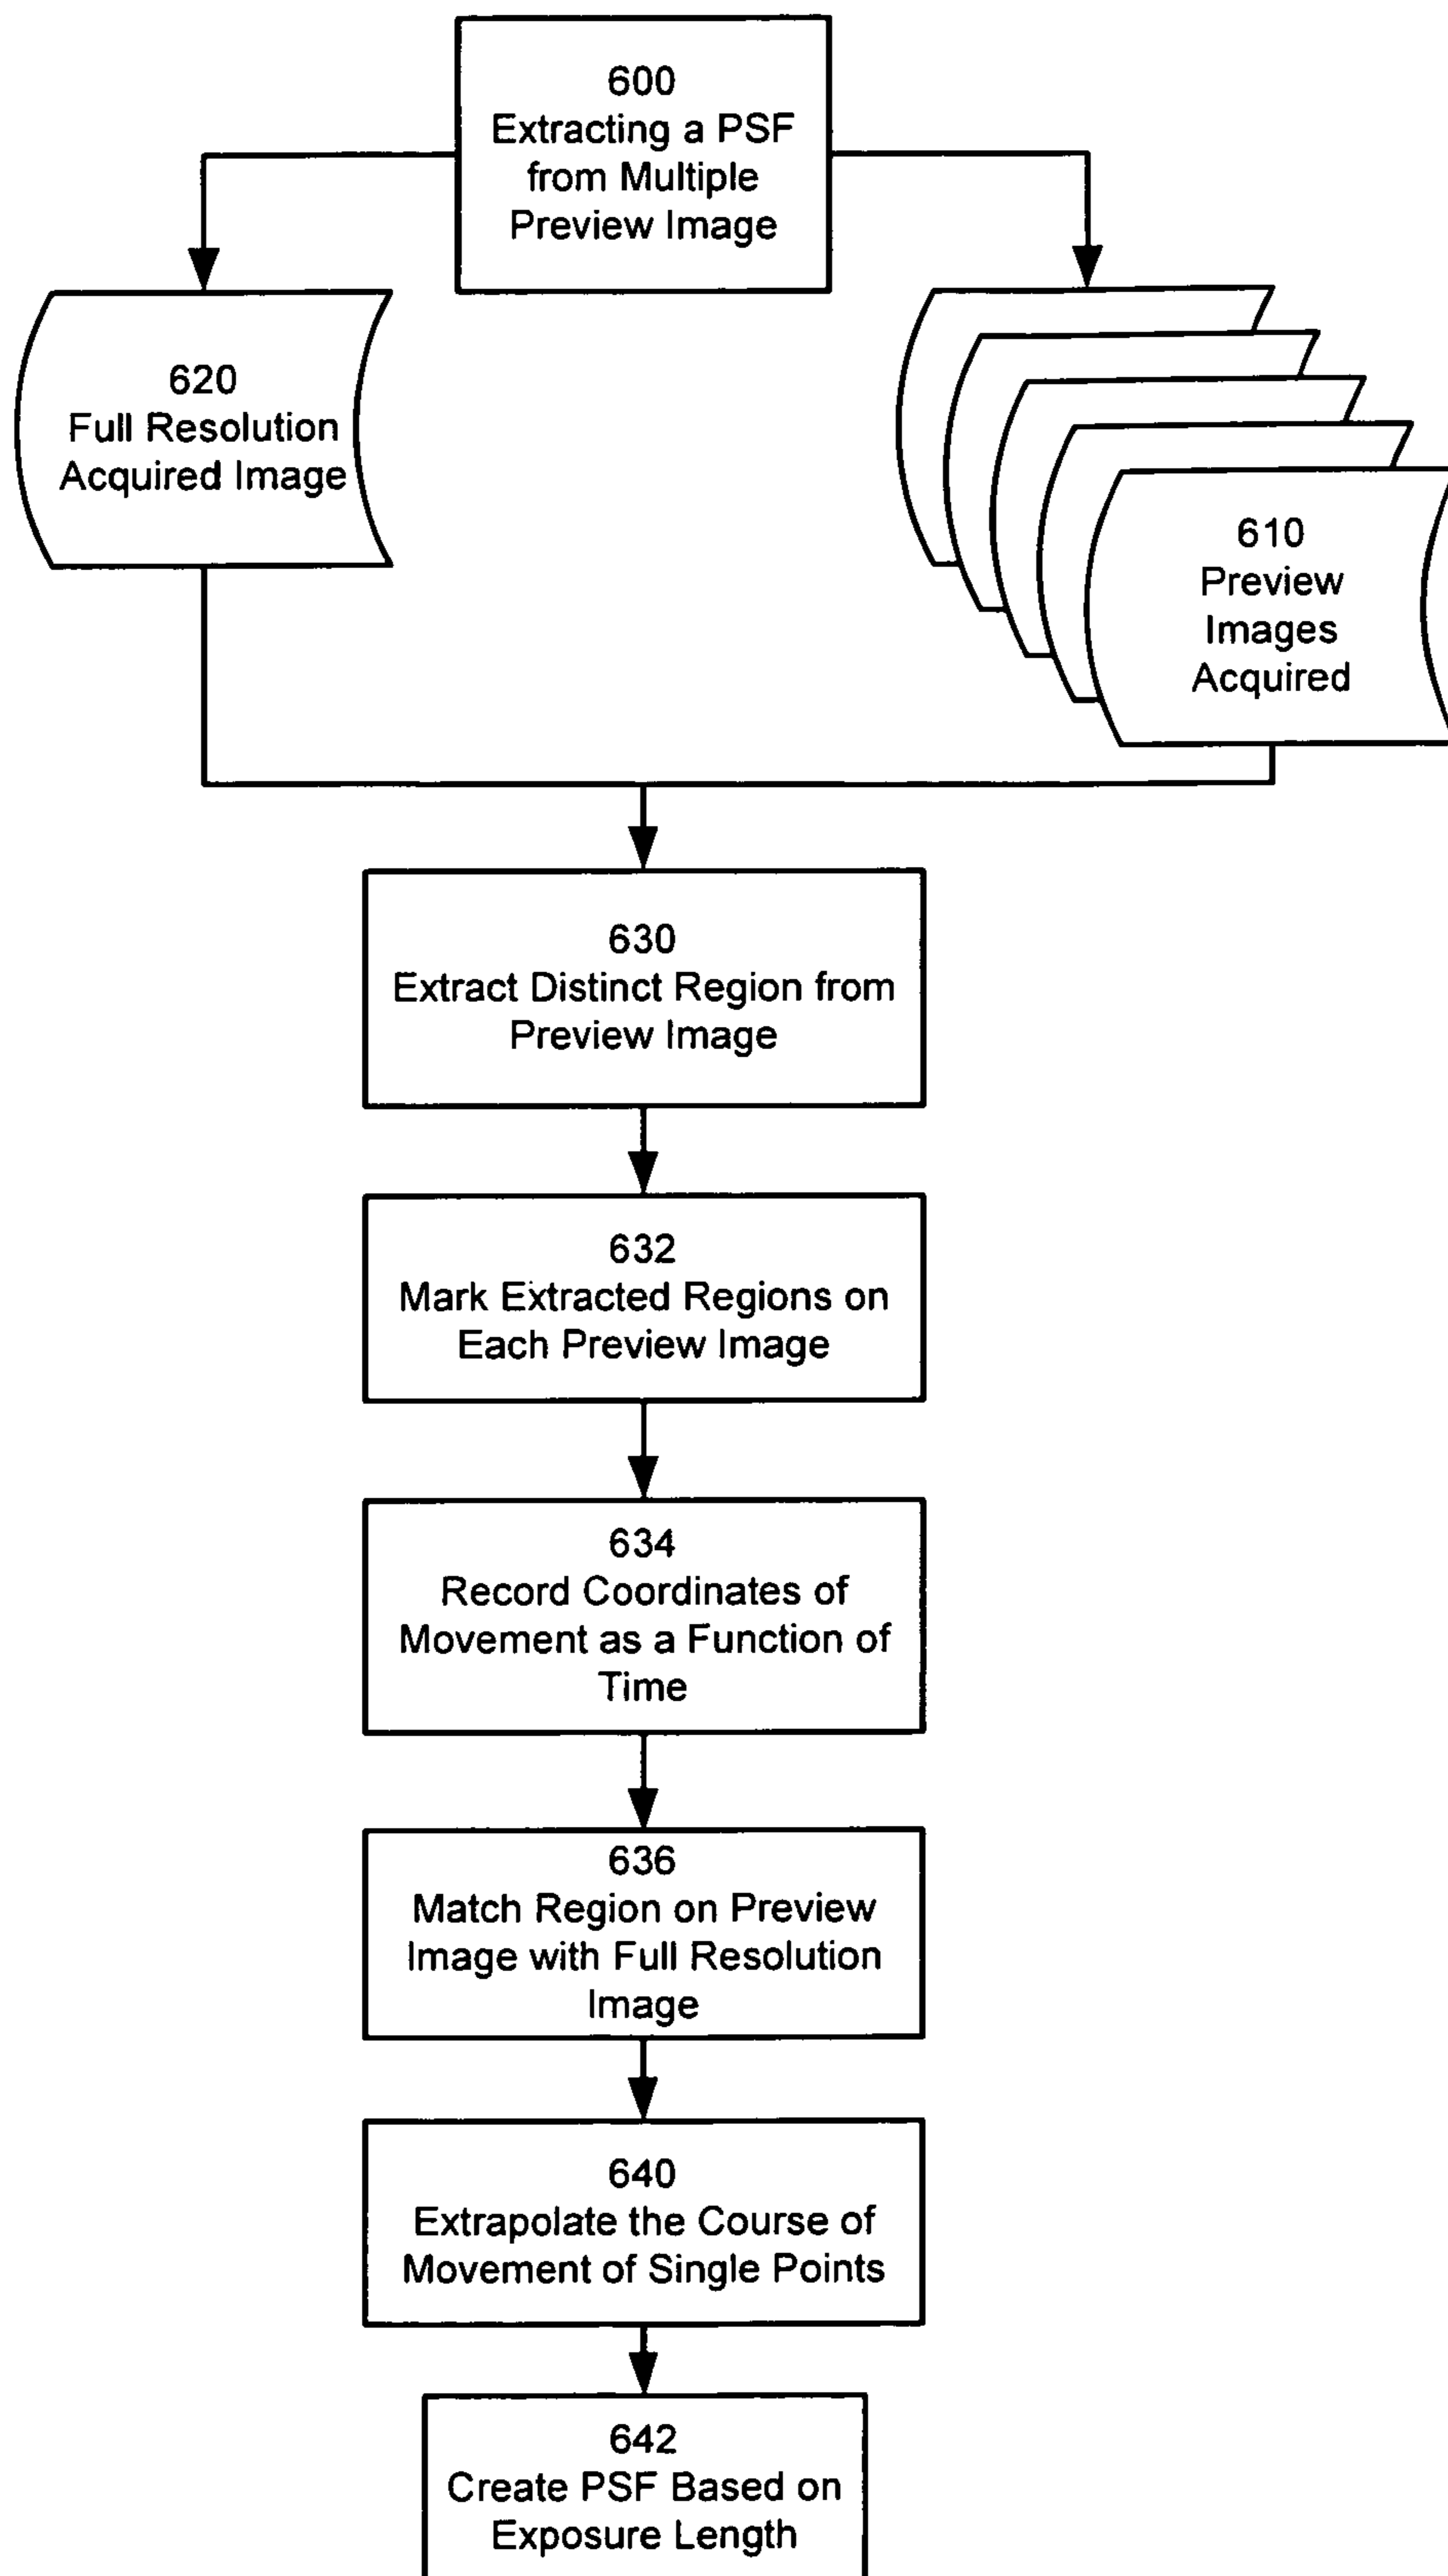 600
Extracting a PSF
from Multiple
Preview Image
620
Full Resolution
Acquired Image
610
Preview
Images
Acquired
630
Extract Distinct Region from
Preview Image
632
Mark Extracted Regions on
Each Preview Image
634
Record Coordinates of
Movement as a Function of
Time
636
Match Region on Preview
Image with Full Resolution
Image
640
Extrapolate the Course of
Movement of Single Points
642
Create PSF Based on
Exposure Length